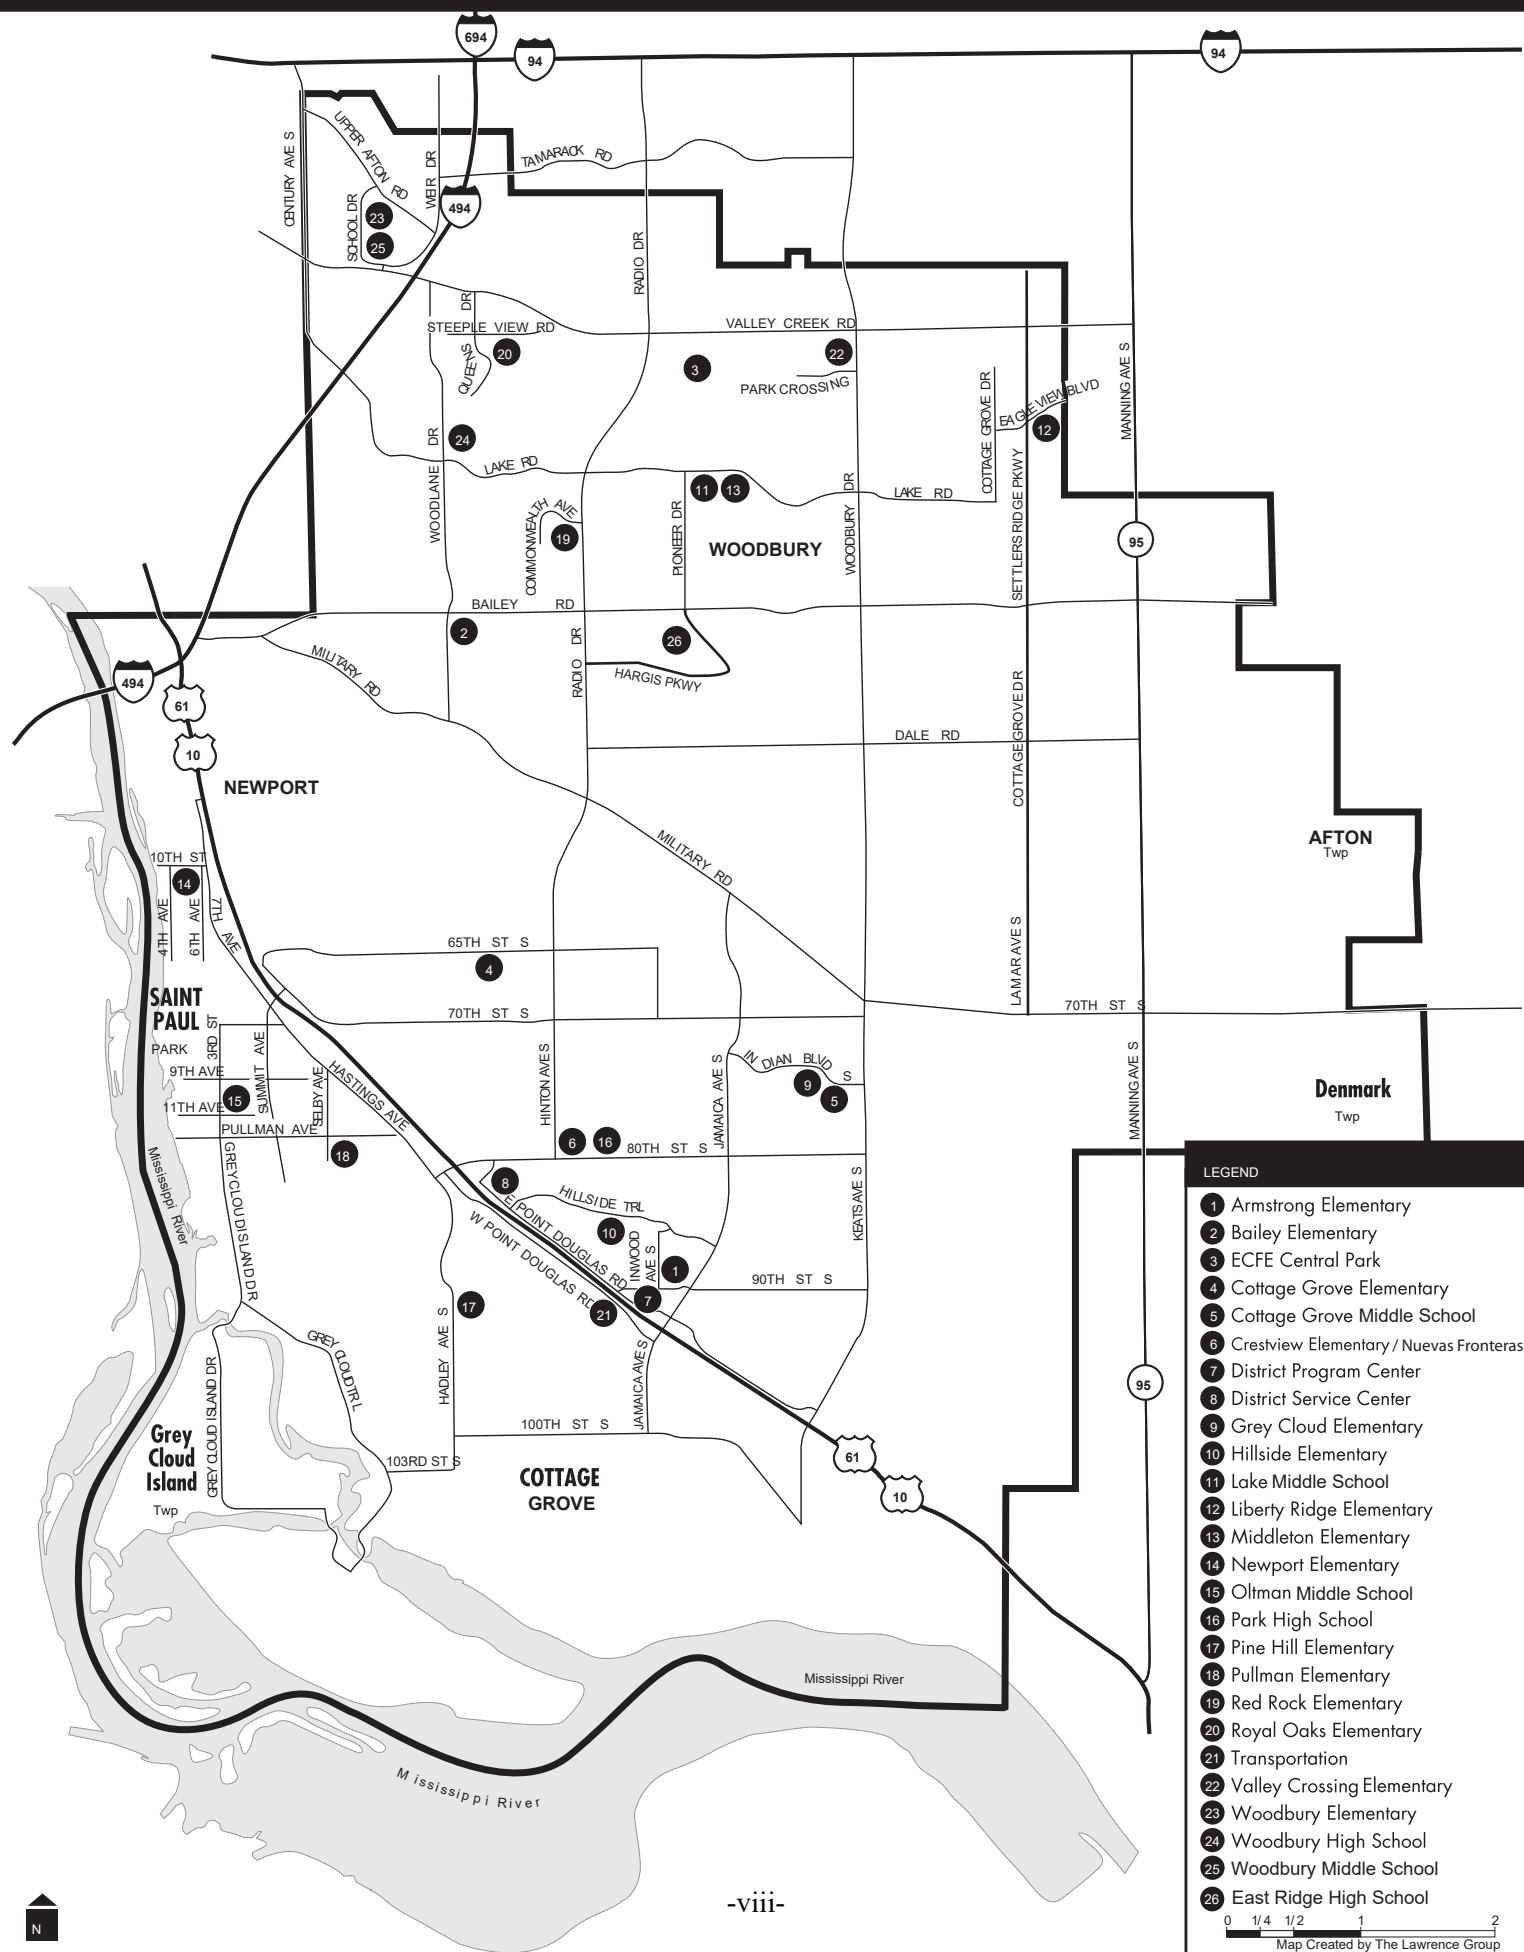 694
94
94
CENTURY AVE S
UPPER AFTON RD
WEIR DR
TAMARACK RD
SCHOOL DR
23
494
25
RADIO DR
DR
STEEPLE VIEW RD
VALLEY CREEK RD
QUEENS
20
3
22
PARK CROSSING
MANNING AVE S
COTTAGE GROVE DR
EAGLE VIEW BLVD
12
DR
24
WOODLANE
LAKE RD
11
13
LAKE RD
COMMONWEALTH AVE
19
PIONEER DR
WOODBURY
WOODBURY DR
SETTLERS RIDGE PKWY
95
BAILEY RD
2
26
MILITARY RD
RADIO DR
HARGIS PKWY
494
61
10
COTTAGE GROVE DR
DALE RD
NEWPORT
MILITARY RD
AFTON
Twp
10TH ST
14
4TH AVE
6TH AVE
7TH AVE
65TH ST S
4
LAMAR AVE S
SAINT
PAUL
PARK
3RD ST
70TH ST S
70TH ST S
9TH AVE
SUMMIT AVE
SELBY AVE
HASTINGS AVE
HINTON AVE S
JAMAICA AVE S
INDIAN BLVD S
9
5
MANNING AVE S
Denmark
Twp
15
11TH AVE
PULLMAN AVE
18
6
16
80TH ST S
Mississippi River
GREY CLOUD ISLAND DR
8
HILLSIDE TRL
E POINT DOUGLAS RD
W POINT DOUGLAS RD
10
INWOOD
AVE S
1
KEATS AVE S
90TH ST S
7
21
17
HADLEY AVE S
GREY CLOUD TRL
GREY CLOUD ISLAND DR
JAMAICA AVE S
95
100TH ST S
103RD ST S
Grey
Cloud
Island
Twp
COTTAGE
GROVE
61
10
Mississippi River
Mississippi River
LEGEND
1 Armstrong Elementary
2 Bailey Elementary
3 ECFE Central Park
4 Cottage Grove Elementary
5 Cottage Grove Middle School
6 Crestview Elementary / Nuevas Fronteras
7 District Program Center
8 District Service Center
9 Grey Cloud Elementary
10 Hillside Elementary
11 Lake Middle School
12 Liberty Ridge Elementary
13 Middleton Elementary
14 Newport Elementary
15 Oltman Middle School
16 Park High School
17 Pine Hill Elementary
18 Pullman Elementary
19 Red Rock Elementary
20 Royal Oaks Elementary
21 Transportation
22 Valley Crossing Elementary
23 Woodbury Elementary
24 Woodbury High School
25 Woodbury Middle School
26 East Ridge High School
0 1/4 1/2 1 2
Map Created by The Lawrence Group
N
-viii-